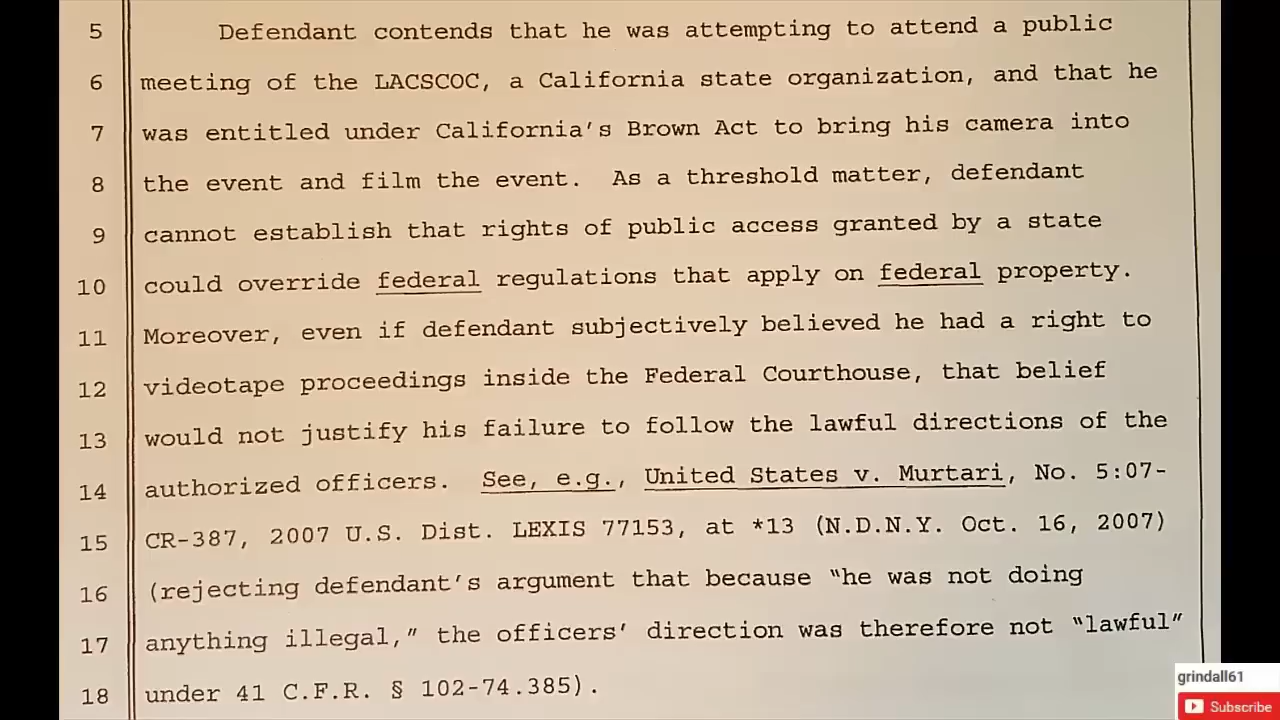 5 Defendant contends that he was attempting to attend a public
6 meeting of the LACSCOC, a California state organization, and that he
7 was entitled under California's Brown Act to bring his camera into
8 the event and film the event. As a threshold matter, defendant
9 cannot establish that rights of public access granted by a state
10 could override federal regulations that apply on federal property.
11 Moreover, even if defendant subjectively believed he had a right to
12 videotape proceedings inside the Federal Courthouse, that belief
13 would not justify his failure to follow the lawful directions of the
14 authorized officers. See, e.g., United States v. Murtari, No. 5:07-
15 CR-387, 2007 U.S. Dist. LEXIS 77153, at *13 (N.D.N.Y. Oct. 16, 2007)
16 (rejecting defendant's argument that because "he was not doing
17 anything illegal," the officers' direction was therefore not "lawful"
18 under 41 C.F.R. § 102-74.385).
grindall61
Subscribe